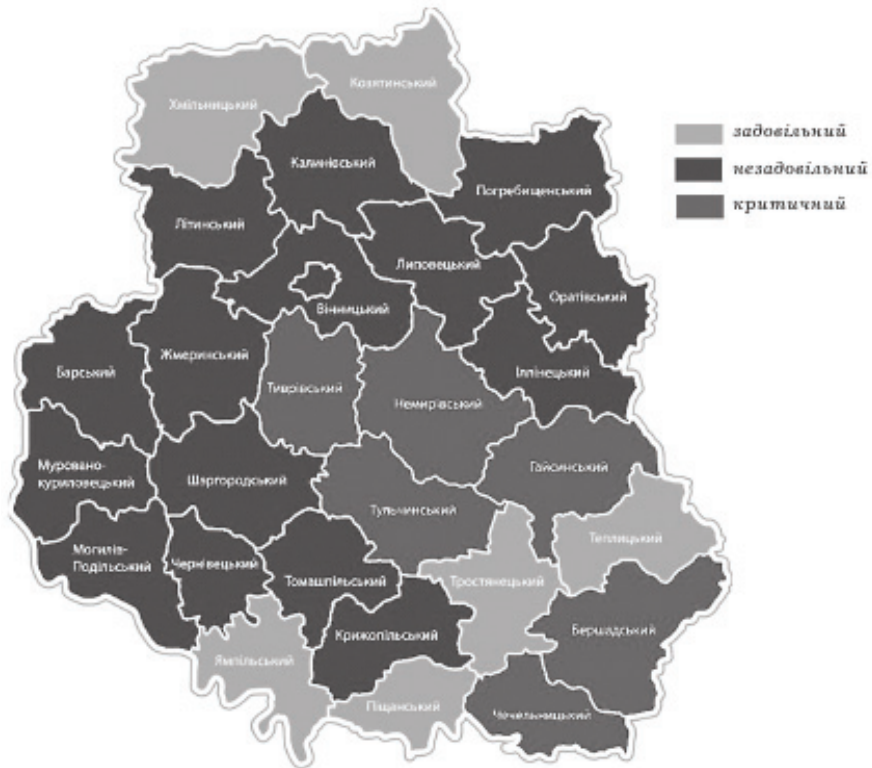 Хмільницький
Козятинський
задовільний
незадовільний
критичний
Калинівський
Погребищенський
Літинський
Липовецький
Оратівський
Вінницький
Жмеринський
Барський
Іллінецький
Тиврівський
Немирівський
Муровано-
куриловецький
Шаргородський
Гайсинський
Тульчинський
Теплицький
Могилів-
Подільський
Чернівецький
Томашпільський
Тростянецький
Крижопільський
Бершадський
Ямпільський
Піщанський
Чечельницький